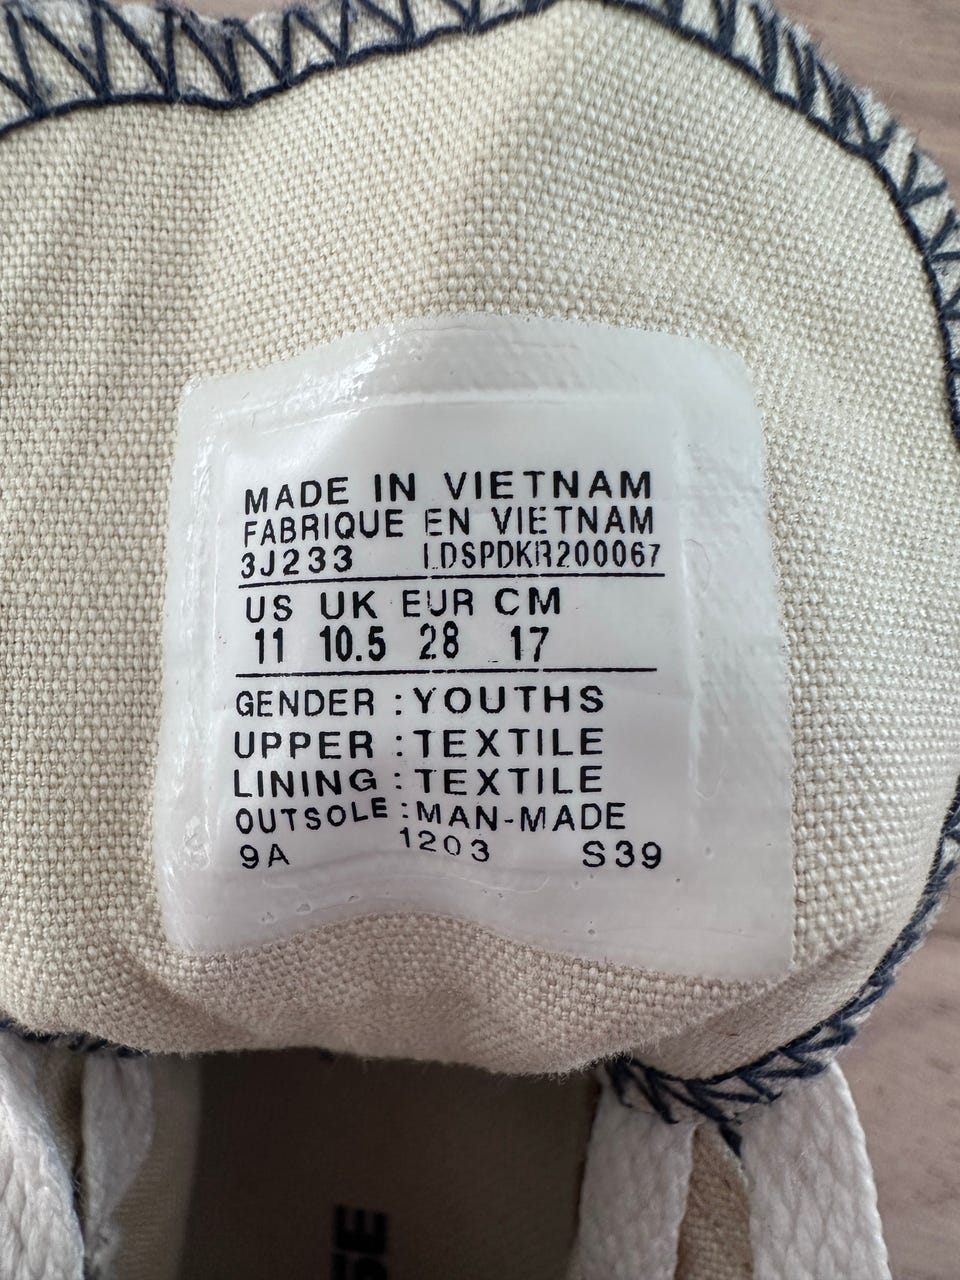 MADE IN VIETNAM
FABRIQUE EN VIETNAM
3J233 LDSPDKR200067
US UK EUR CM
11 10.5 28 17
GENDER : YOUTHS
UPPER : TEXTILE
LINING : TEXTILE
OUTSOLE : MAN-MADE
9A 1203 S39
SE